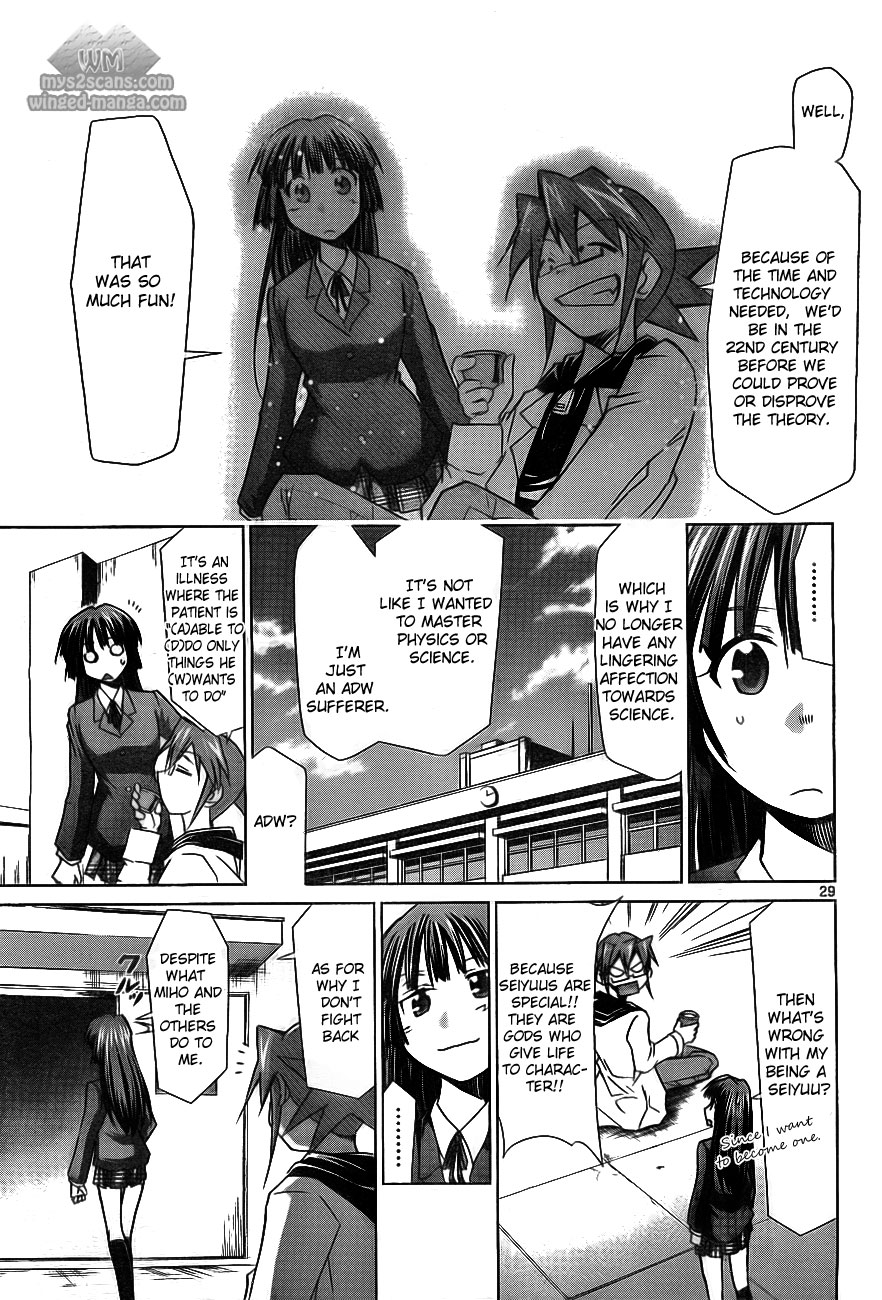 WM
mys2scans.com
winged-manga.com
WELL,
BECAUSE OF
THE TIME AND
TECHNOLOGY
NEEDED, WE'D
BE IN THE
22ND CENTURY
BEFORE WE
COULD PROVE
OR DISPROVE
THE THEORY.
THAT
WAS SO
MUCH FUN!
........
WHICH
IS WHY I
NO LONGER
HAVE ANY
LINGERING
AFFECTION
TOWARDS
SCIENCE.
IT'S NOT
LIKE I WANTED
TO MASTER
PHYSICS OR
SCIENCE.
I'M
JUST
AN ADW
SUFFERER.
ADW?
IT'S AN
ILLNESS
WHERE THE
PATIENT IS
"(A)ABLE TO
(D)DO ONLY
THINGS HE
(W)WANTS
TO DO"
29
THEN
WHAT'S
WRONG
WITH MY
BEING A
SEIYUU?
Since I want
to become one.
BECAUSE
SEIYUUS ARE
SPECIAL!!
THEY ARE
GODS WHO
GIVE LIFE
TO CHARAC-
TER!!
........
AS FOR
WHY I
DON'T
FIGHT
BACK
DESPITE
WHAT
MIHO AND
THE
OTHERS
DO TO
ME.
クルッ